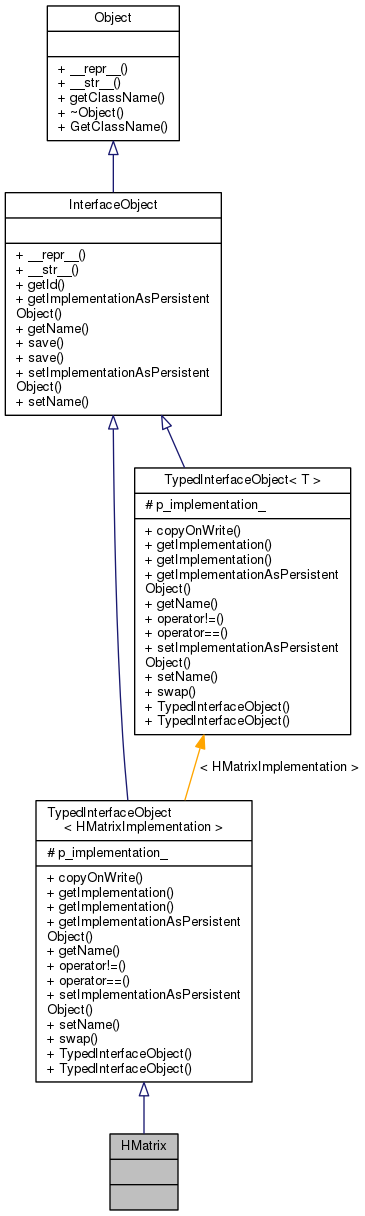 Object
+ __repr__()
+ __str__()
+ getClassName()
+ ~Object()
+ GetClassName()
InterfaceObject
+ __repr__()
+ __str__()
+ getId()
+ getImplementationAsPersistent
Object()
+ getName()
+ save()
+ save()
+ setImplementationAsPersistent
Object()
+ setName()
TypedInterfaceObject< T >
# p_implementation_
+ copyOnWrite()
+ getImplementation()
+ getImplementation()
+ getImplementationAsPersistent
Object()
+ getName()
+ operator!=()
+ operator==()
+ setImplementationAsPersistent
Object()
+ setName()
+ swap()
+ TypedInterfaceObject()
+ TypedInterfaceObject()
< HMatrixImplementation >
TypedInterfaceObject
< HMatrixImplementation >
# p_implementation_
+ copyOnWrite()
+ getImplementation()
+ getImplementation()
+ getImplementationAsPersistent
Object()
+ getName()
+ operator!=()
+ operator==()
+ setImplementationAsPersistent
Object()
+ setName()
+ swap()
+ TypedInterfaceObject()
+ TypedInterfaceObject()
HMatrix